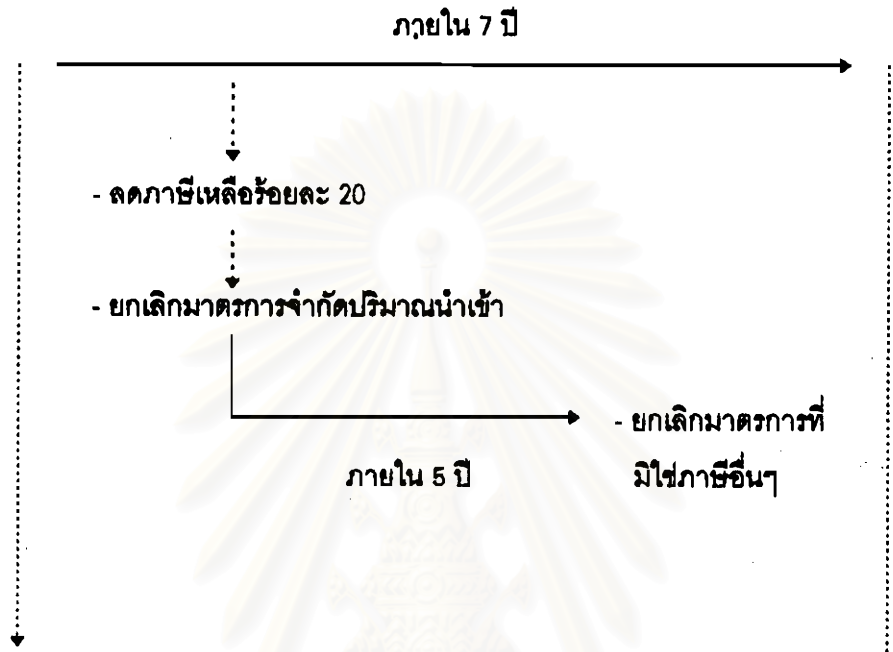 ภายใน 7 ปี
- ลดภาษีเหลือร้อยละ 20
- ยกเลิกมาตรการจำกัดปริมาณนำเข้า
- ยกเลิกมาตรการที่
ภายใน 5 ปี มิใช่ภาษีอื่นๆ